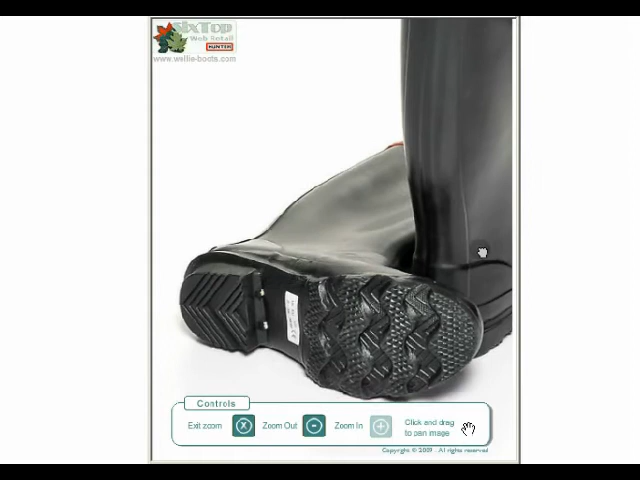 SixTop
Web Retail
HUNTER
www.wellie-boots.com
Controls
Exit zoom
Zoom Out
Zoom In
Click and drag
to pan image
Copyright © 2009 - All rights reserved